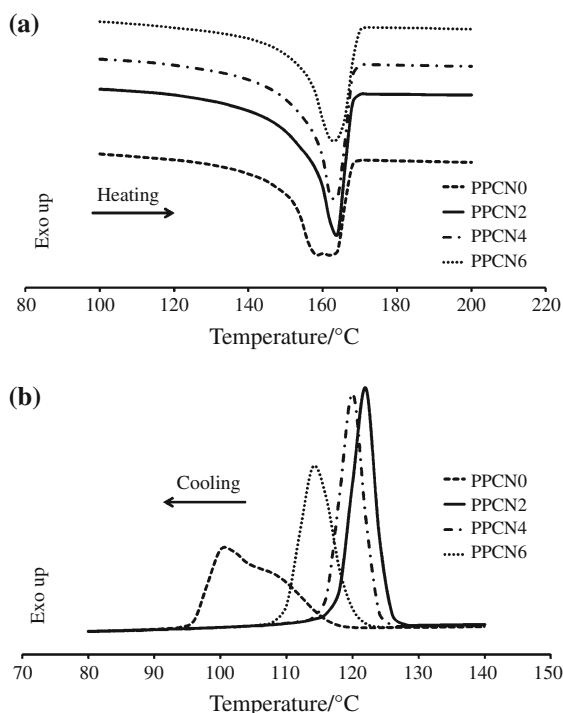 (a)
Exo up
Heating
PPCN0
PPCN2
PPCN4
PPCN6
80 100 120 140 160 180 200 220
Temperature/°C
(b)
Exo up
Cooling
PPCN0
PPCN2
PPCN4
PPCN6
70 80 90 100 110 120 130 140 150
Temperature/°C